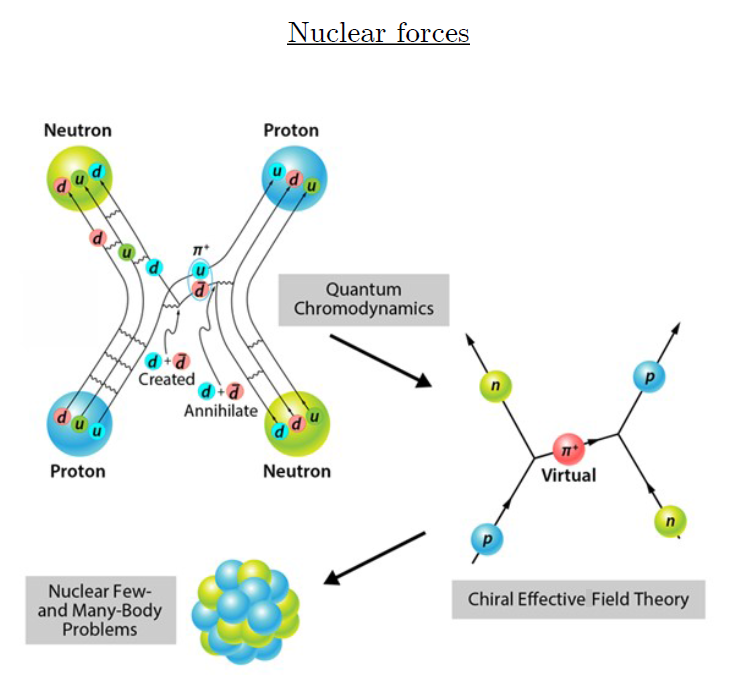 Nuclear forces
Neutron
Proton
d u d
u d u
d
u
d
π⁺
u
d̅
Quantum
Chromodynamics
d + d̅
Created
d + d̅
Annihilate
d u u
d d u
Proton
Neutron
n
p
π⁺
Virtual
p
n
Nuclear Few-
and Many-Body
Problems
Chiral Effective Field Theory